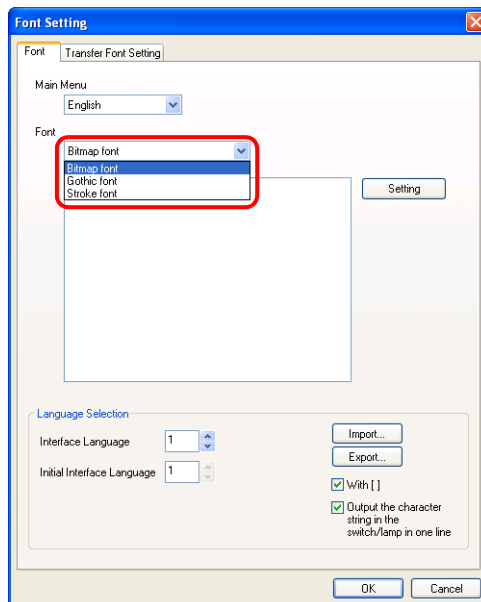 Font Setting
Font Transfer Font Setting
Main Menu
English
Font
Bitmap font
Bitmap font
Gothic font
Stroke font
Setting
Language Selection
Interface Language 1
Initial Interface Language 1
Import...
Export...
With [ ]
Output the character
string in the
switch/lamp in one line
OK Cancel